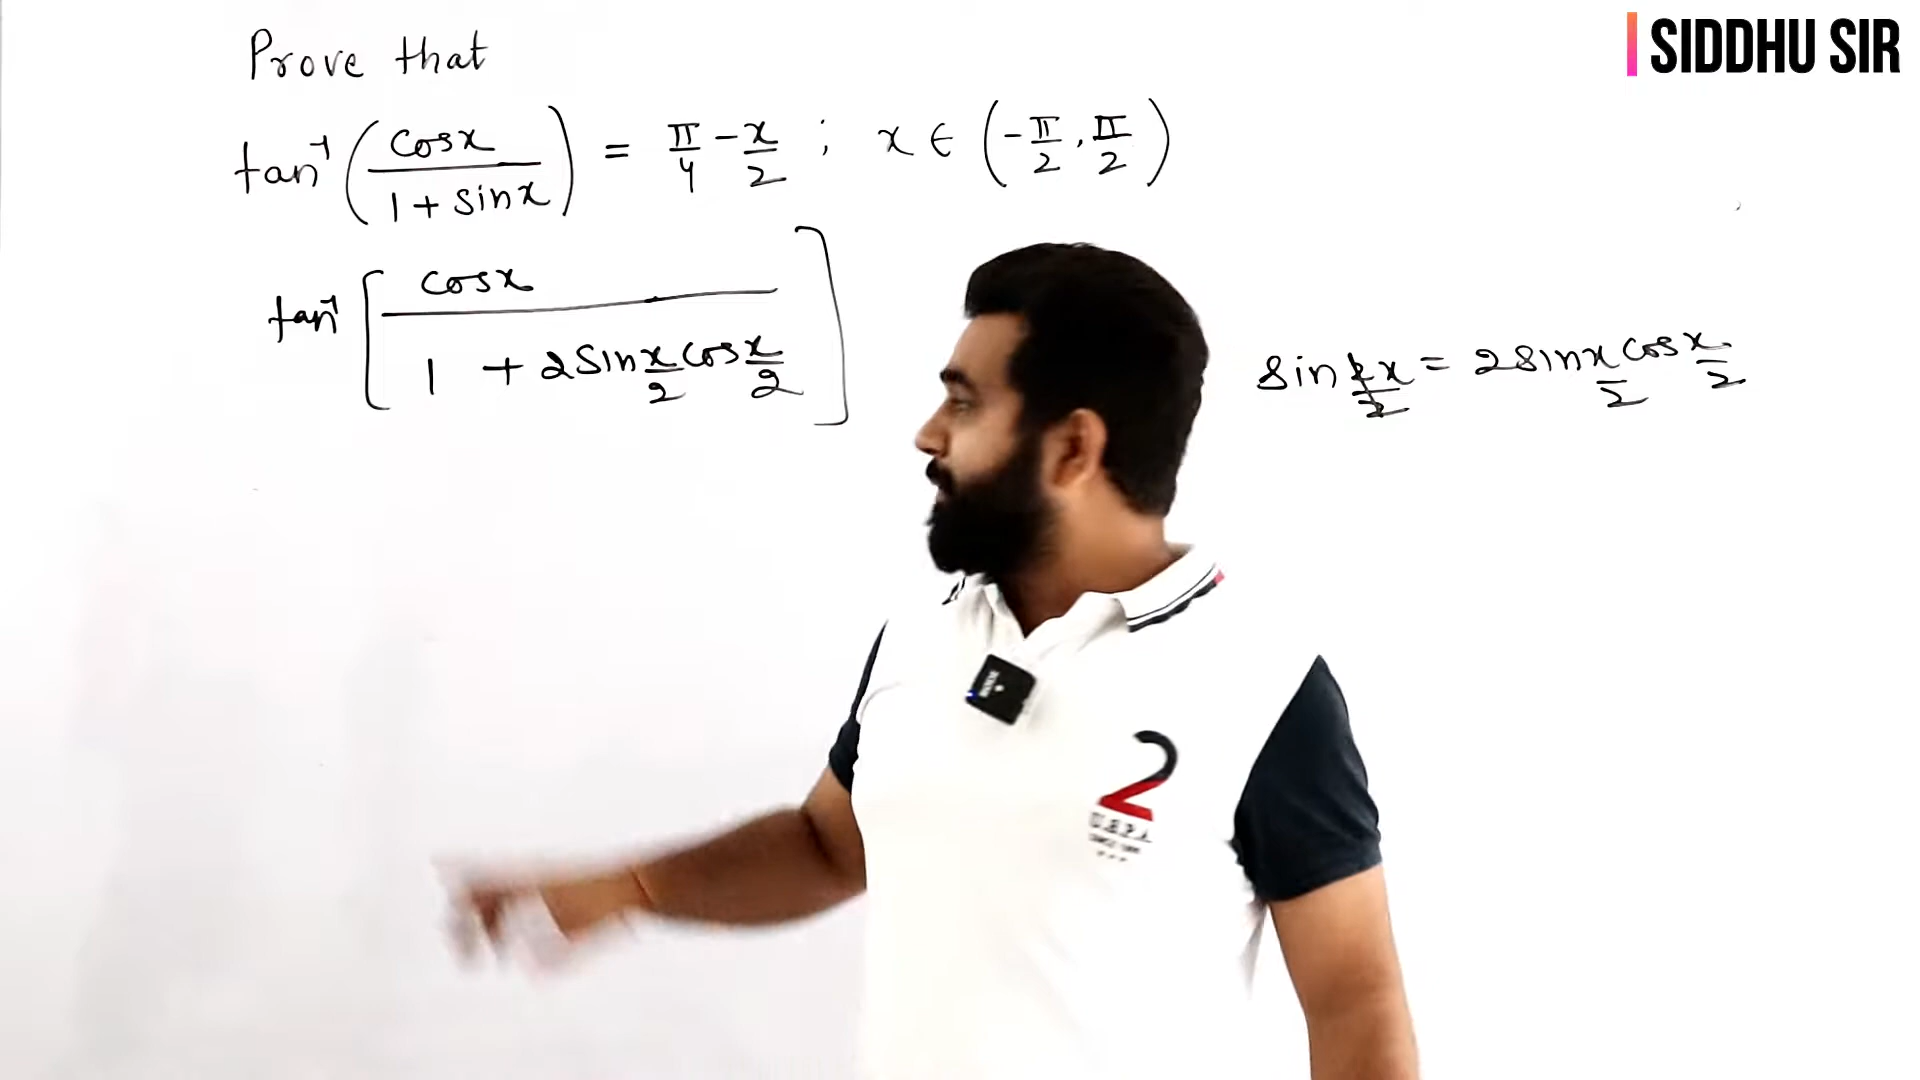 SIDDHU SIR
Prove that
tan⁻¹(cosx/(1+sinx)) = π/4 - x/2 ; x ∈ (-π/2, π/2)
tan⁻¹[cosx/(1 + 2sin x/2 cos x/2)]
sin 2x/2 = 2sin x/2 cos x/2
2